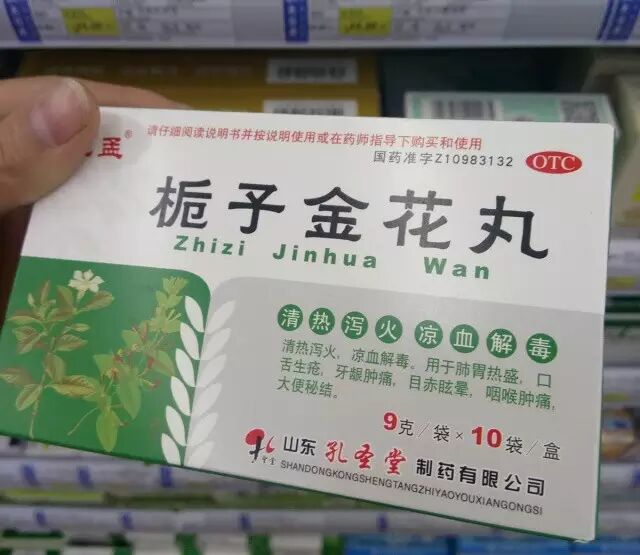 请仔细阅读说明书并按说明使用或在药师指导下购买和使用
国药准字Z10983132
OTC
栀子金花丸
Zhizi Jinhua Wan
清热泻火 凉血解毒
清热泻火，凉血解毒。用于肺胃热盛，口
舌生疮，牙龈肿痛，目赤眩晕，咽喉肿痛，
大便秘结。
9克/袋×10袋/盒
山东孔圣堂制药有限公司
SHANDONGKONGSHENGTANGZHIYAOYOUXIANGONGSI